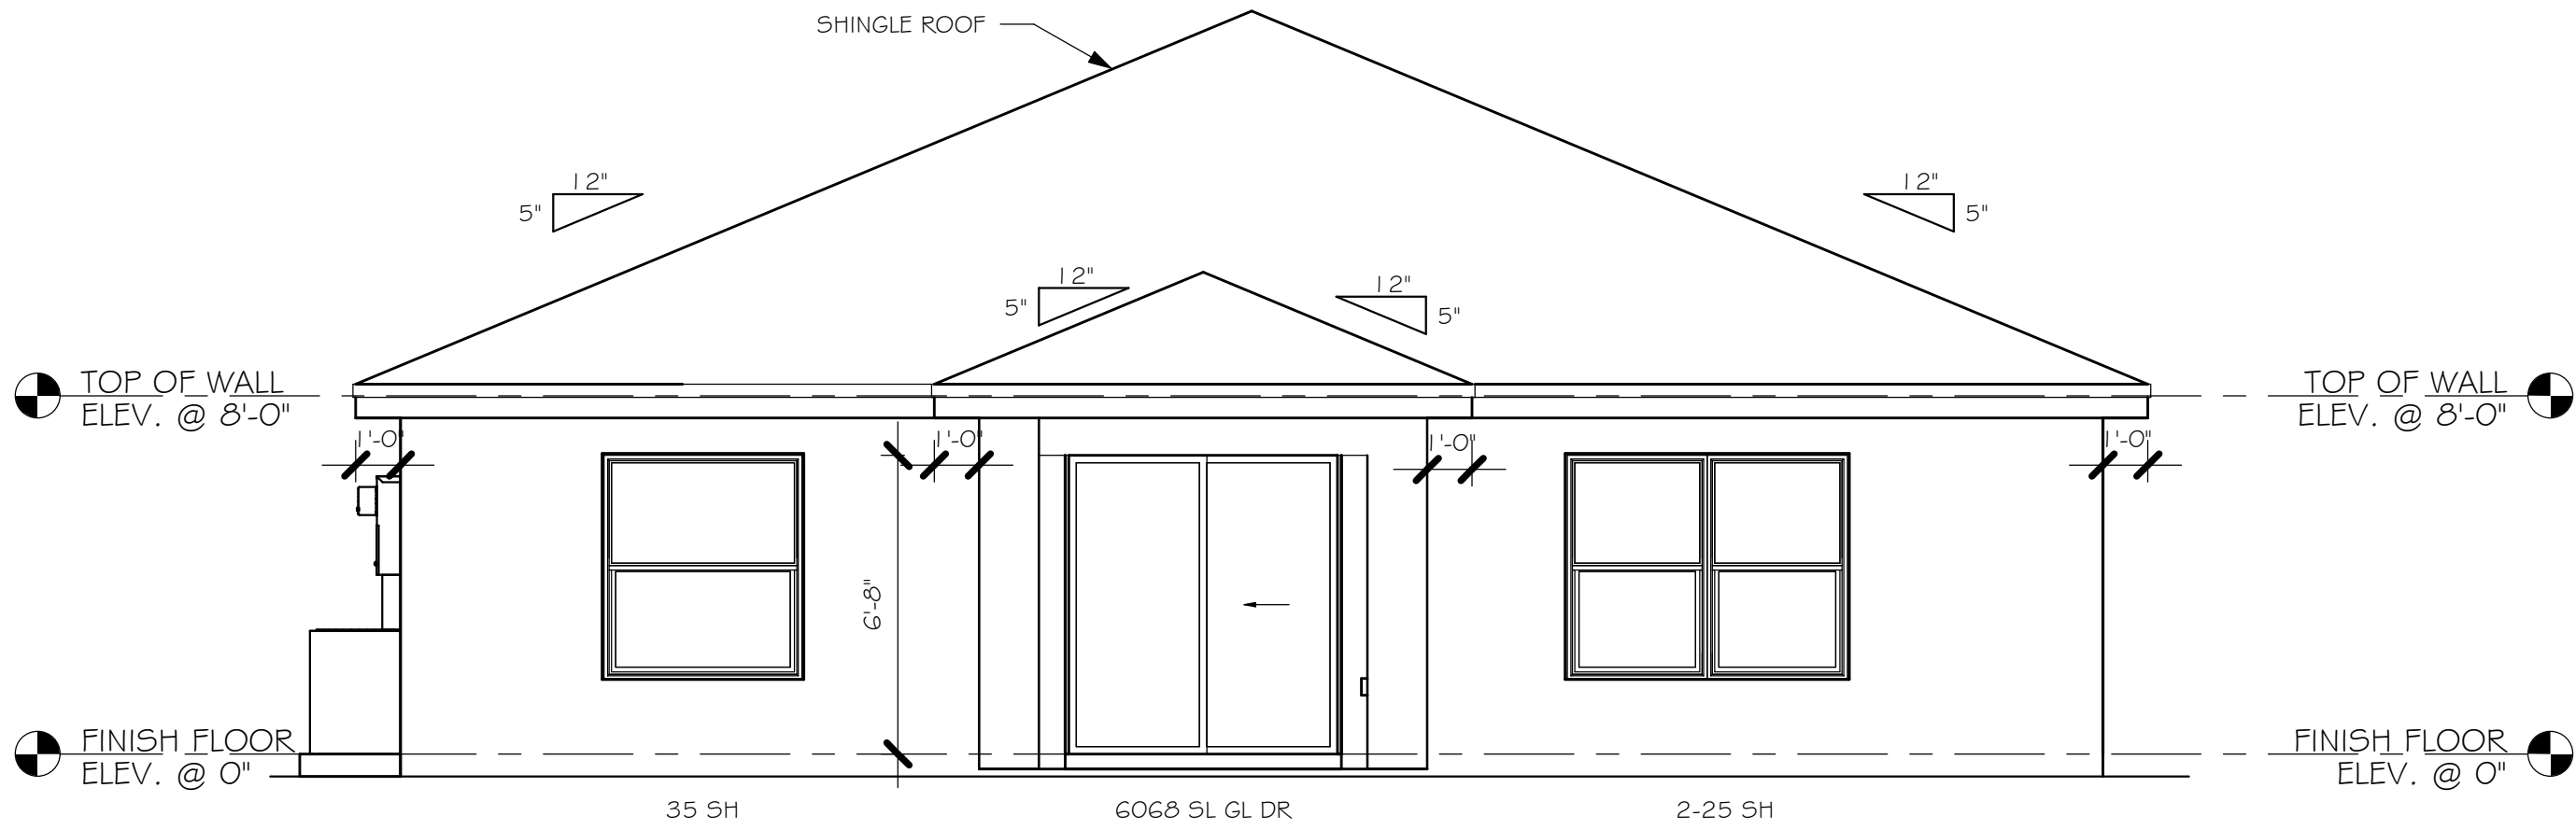 SHINGLE ROOF
12"
5"
12"
5"
12"
5"
12"
5"
TOP OF WALL
ELEV. @ 8'-0"
TOP OF WALL
ELEV. @ 8'-0"
1'-0"
1'-0"
1'-0"
1'-0"
6'-8"
FINISH FLOOR
ELEV. @ 0"
FINISH FLOOR
ELEV. @ 0"
35 SH
6068 SL GL DR
2-25 SH